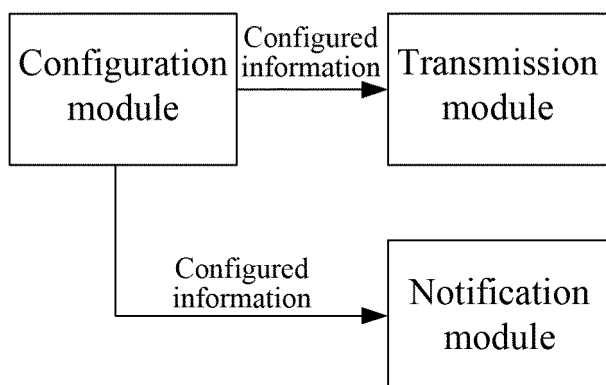 Configuration
module
Configured
information
Transmission
module
Configured
information
Notification
module